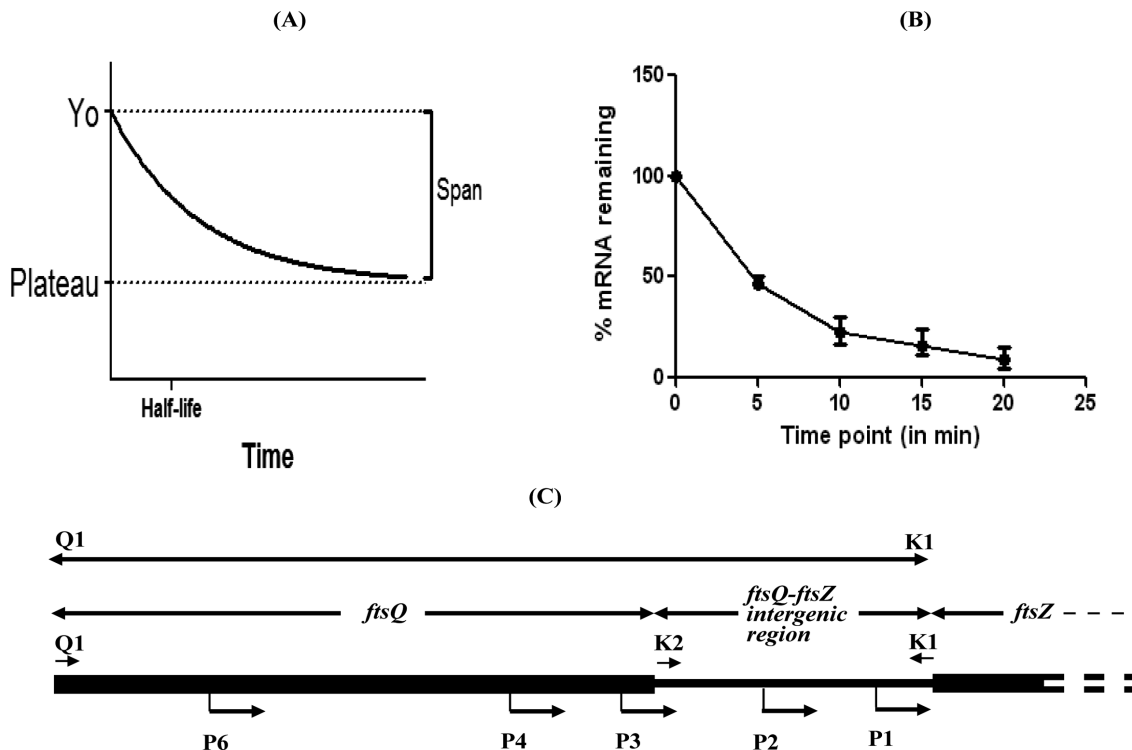 (A)
Yo
Plateau
Span
Half-life
Time
(B)
% mRNA remaining
150
100
50
0
0 5 10 15 20 25
Time point (in min)
(C)
Q1 K1
ftsQ
ftsQ-ftsZ
intergenic
region
ftsZ
Q1 K2 K1
P6 P4 P3 P2 P1